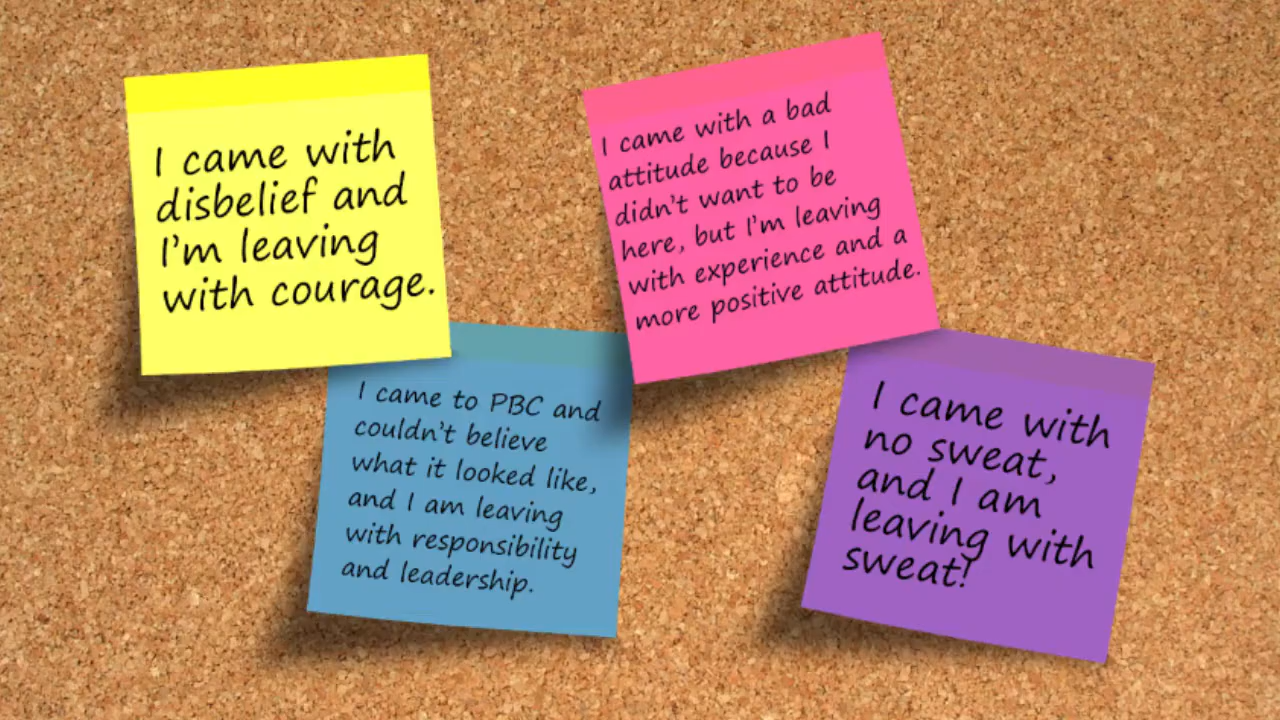 I came with
disbelief and
I'm leaving
with courage.
I came with a bad
attitude because I
didn't want to be
here, but I'm leaving
with experience and a
more positive attitude.
I came to PBC and
couldn't believe
what it looked like,
and I am leaving
with responsibility
and leadership.
I came with
no sweat,
and I am
leaving with
sweat!